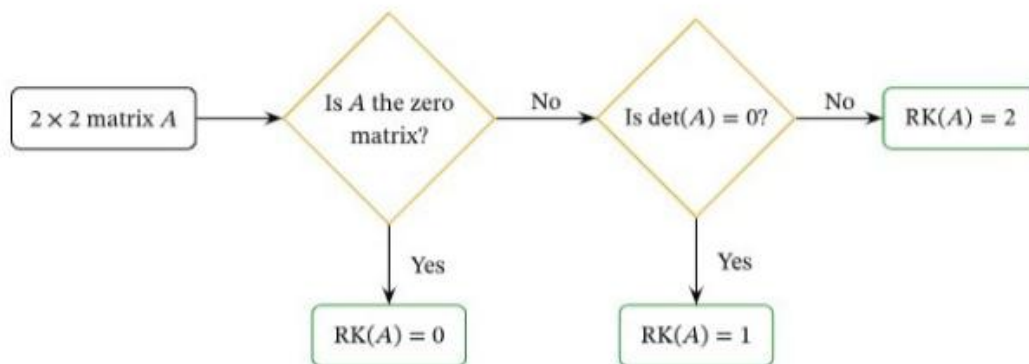 2 × 2 matrix A
Is A the zero
matrix?
No
Is det(A) = 0?
No
RK(A) = 2
Yes
Yes
RK(A) = 0
RK(A) = 1